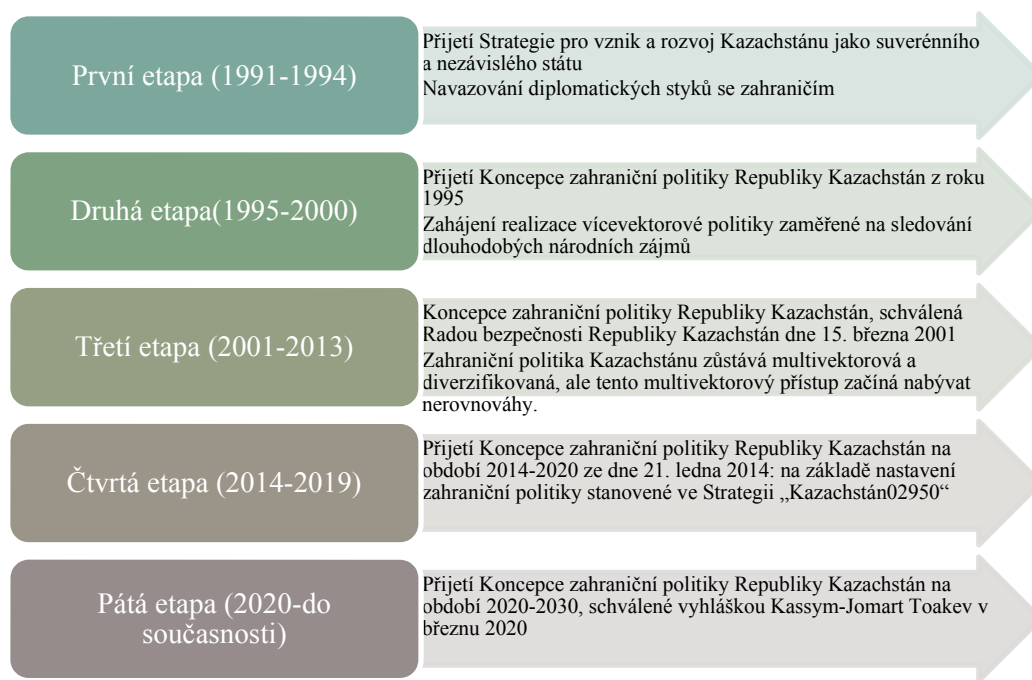 První etapa (1991-1994)
Přijetí Strategie pro vznik a rozvoj Kazachstánu jako suverénního
a nezávislého státu
Navazování diplomatických styků se zahraničím
Druhá etapa(1995-2000)
Přijetí Koncepce zahraniční politiky Republiky Kazachstán z roku
1995
Zahájení realizace vícevektorové politiky zaměřené na sledování
dlouhodobých národních zájmů
Třetí etapa (2001-2013)
Koncepce zahraniční politiky Republiky Kazachstán, schválená
Radou bezpečnosti Republiky Kazachstán dne 15. března 2001
Zahraniční politika Kazachstánu zůstává multivektorová a
diverzifikovaná, ale tento multivektorový přístup začíná nabývat
nerovnováhy.
Čtvrtá etapa (2014-2019)
Přijetí Koncepce zahraniční politiky Republiky Kazachstán na
období 2014-2020 ze dne 21. ledna 2014: na základě nastavení
zahraniční politiky stanovené ve Strategii „Kazachstán02950“
Pátá etapa (2020-do
současnosti)
Přijetí Koncepce zahraniční politiky Republiky Kazachstán na
období 2020-2030, schválené vyhláškou Kassym-Jomart Toakev v
březnu 2020